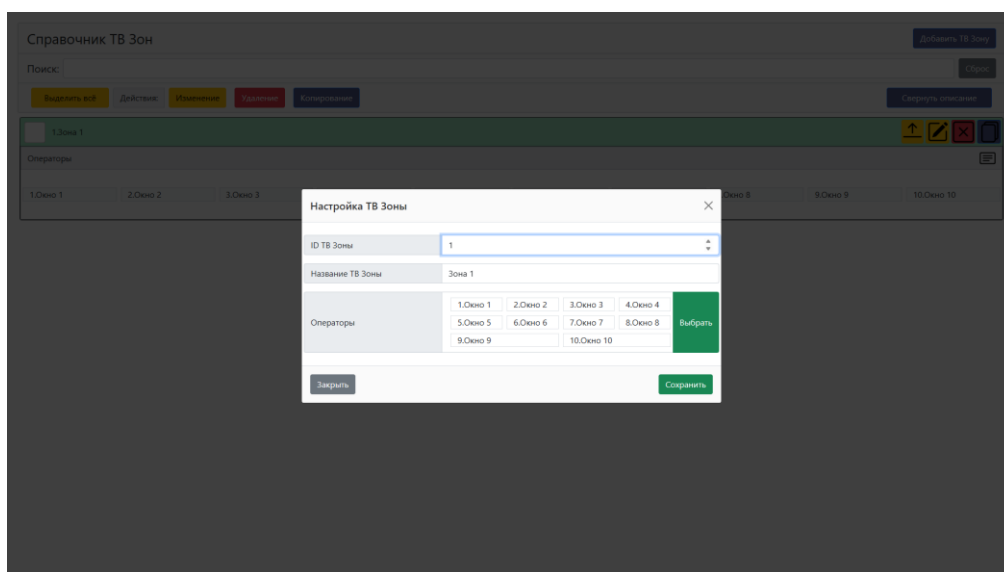 Справочник ТВ Зон
Добавить ТВ Зону
Поиск:
Сброс
Выделить всё Действия: Изменение Удаление Копирование Свернуть описание
1.Зона 1
Операторы
1.Окно 1 2.Окно 2 3.Окно 3 Окно 8 9.Окно 9 10.Окно 10
Настройка ТВ Зоны
ID ТВ Зоны 1
Название ТВ Зоны Зона 1
Операторы
1.Окно 1 2.Окно 2 3.Окно 3 4.Окно 4
5.Окно 5 6.Окно 6 7.Окно 7 8.Окно 8
9.Окно 9 10.Окно 10
Выбрать
Закрыть Сохранить